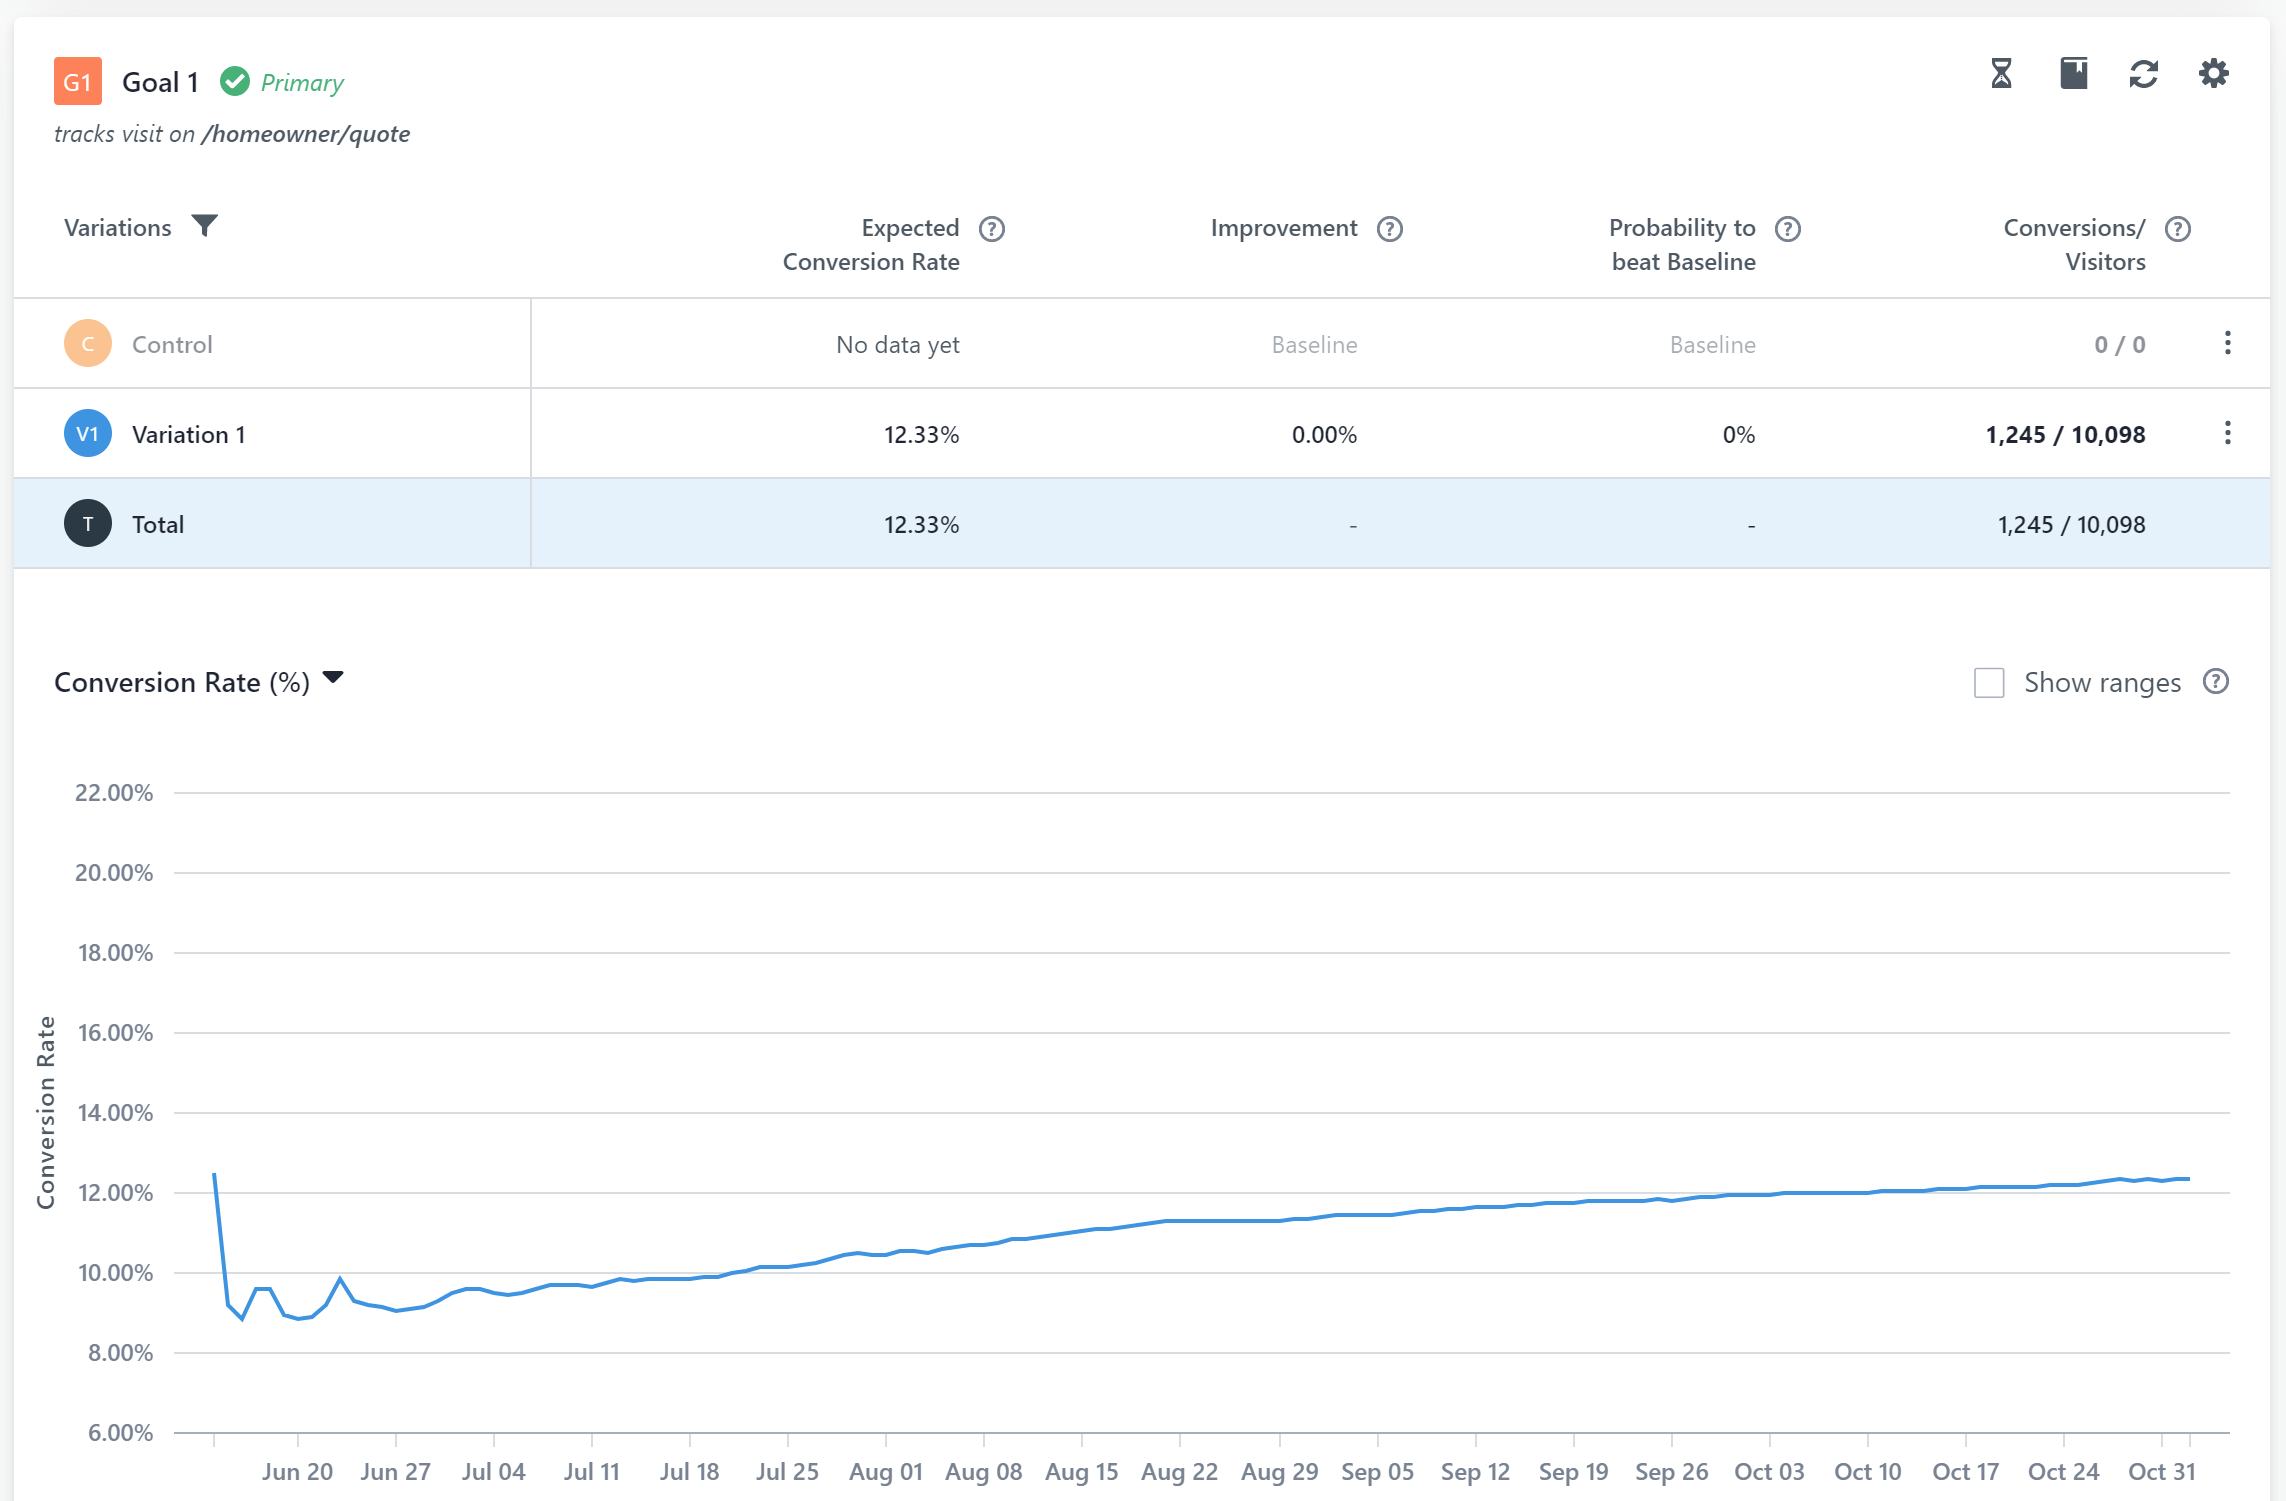 G1 Goal 1 Primary
tracks visit on /homeowner/quote
Variations
Expected Conversion Rate
Improvement
Probability to beat Baseline
Conversions/ Visitors
C Control No data yet Baseline Baseline 0 / 0
V1 Variation 1 12.33% 0.00% 0% 1,245 / 10,098
T Total 12.33% - - 1,245 / 10,098
Conversion Rate (%)
Show ranges
Conversion Rate
22.00%
20.00%
18.00%
16.00%
14.00%
12.00%
10.00%
8.00%
6.00%
Jun 20 Jun 27 Jul 04 Jul 11 Jul 18 Jul 25 Aug 01 Aug 08 Aug 15 Aug 22 Aug 29 Sep 05 Sep 12 Sep 19 Sep 26 Oct 03 Oct 10 Oct 17 Oct 24 Oct 31